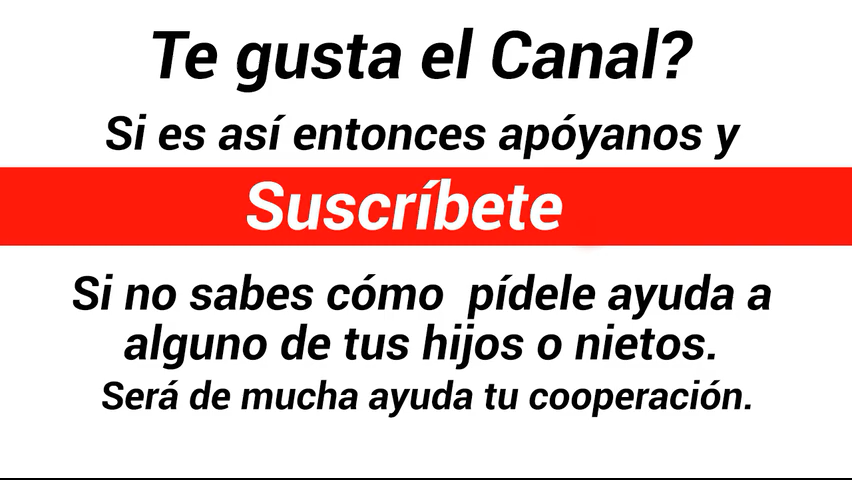 Te gusta el Canal?
Si es así entonces apóyanos y
Suscríbete
Si no sabes cómo pídele ayuda a
alguno de tus hijos o nietos.
Será de mucha ayuda tu cooperación.